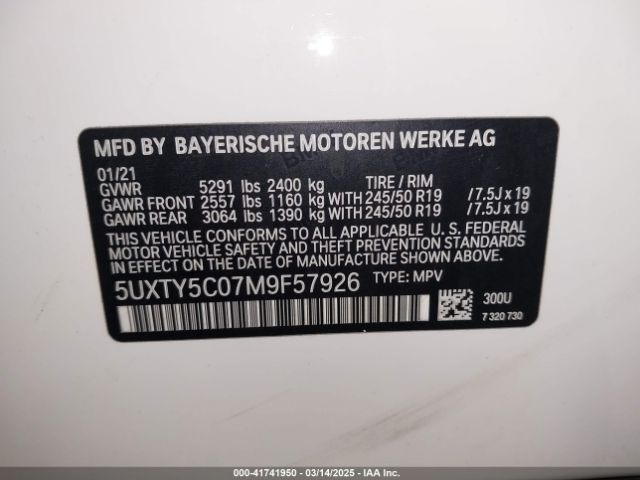 MFD BY BAYERISCHE MOTOREN WERKE AG
01/21
GVWR 5291 lbs 2400 kg TIRE / RIM
GAWR FRONT 2557 lbs 1160 kg WITH 245/50 R19 / 7.5J x 19
GAWR REAR 3064 lbs 1390 kg WITH 245/50 R19 / 7.5J x 19
THIS VEHICLE CONFORMS TO ALL APPLICABLE U. S. FEDERAL
MOTOR VEHICLE SAFETY AND THEFT PREVENTION STANDARDS IN
EFFECT ON THE DATE OF MANUFACTURE SHOWN ABOVE.
5UXTY5C07M9F57926 TYPE: MPV
300U
7 320 730
000-41741950 | 03/14/2025 | IAAI.com